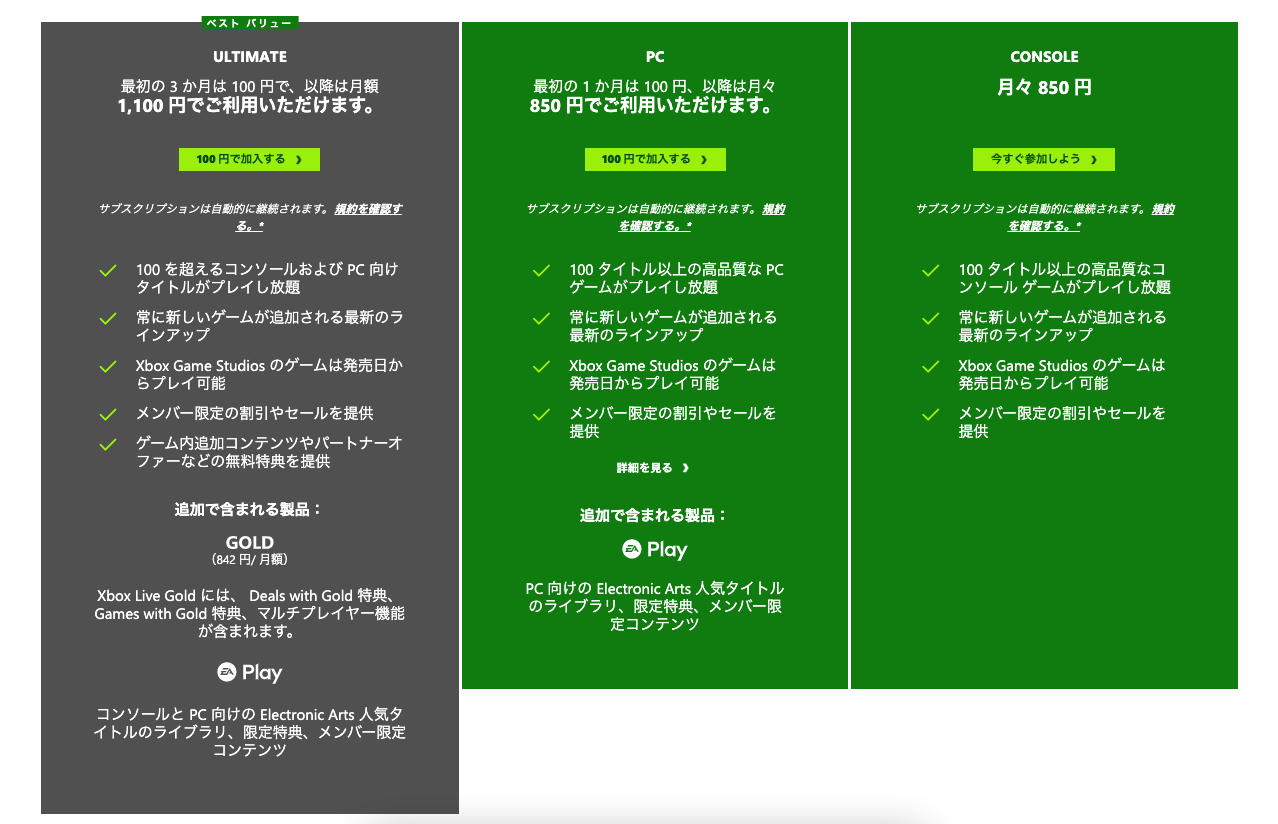 ベスト バリュー
ULTIMATE
最初の 3 か月は 100 円で、以降は月額
1,100 円でご利用いただけます。
100 円で加入する ❯
サブスクリプションは自動的に継続されます。規約を確認す
る。*
100 を超えるコンソールおよび PC 向け
タイトルがプレイし放題
常に新しいゲームが追加される最新のラ
インアップ
Xbox Game Studios のゲームは発売日か
らプレイ可能
メンバー限定の割引やセールを提供
ゲーム内追加コンテンツやパートナーオ
ファーなどの無料特典を提供
追加で含まれる製品：
GOLD
（842 円/ 月額）
Xbox Live Gold には、 Deals with Gold 特典、
Games with Gold 特典、マルチプレイヤー機能
が含まれます。
EA Play
コンソールと PC 向けの Electronic Arts 人気タ
イトルのライブラリ、限定特典、メンバー限定
コンテンツ
PC
最初の 1 か月は 100 円、以降は月々
850 円でご利用いただけます。
100 円で加入する ❯
サブスクリプションは自動的に継続されます。規約
を確認する。*
100 タイトル以上の高品質な PC
ゲームがプレイし放題
常に新しいゲームが追加される
最新のラインアップ
Xbox Game Studios のゲームは
発売日からプレイ可能
メンバー限定の割引やセールを
提供
詳細を見る ❯
追加で含まれる製品：
EA Play
PC 向けの Electronic Arts 人気タイトル
のライブラリ、限定特典、メンバー限
定コンテンツ
CONSOLE
月々 850 円
今すぐ参加しよう ❯
サブスクリプションは自動的に継続されます。規約
を確認する。*
100 タイトル以上の高品質なコ
ンソール ゲームがプレイし放題
常に新しいゲームが追加される
最新のラインアップ
Xbox Game Studios のゲームは
発売日からプレイ可能
メンバー限定の割引やセールを
提供